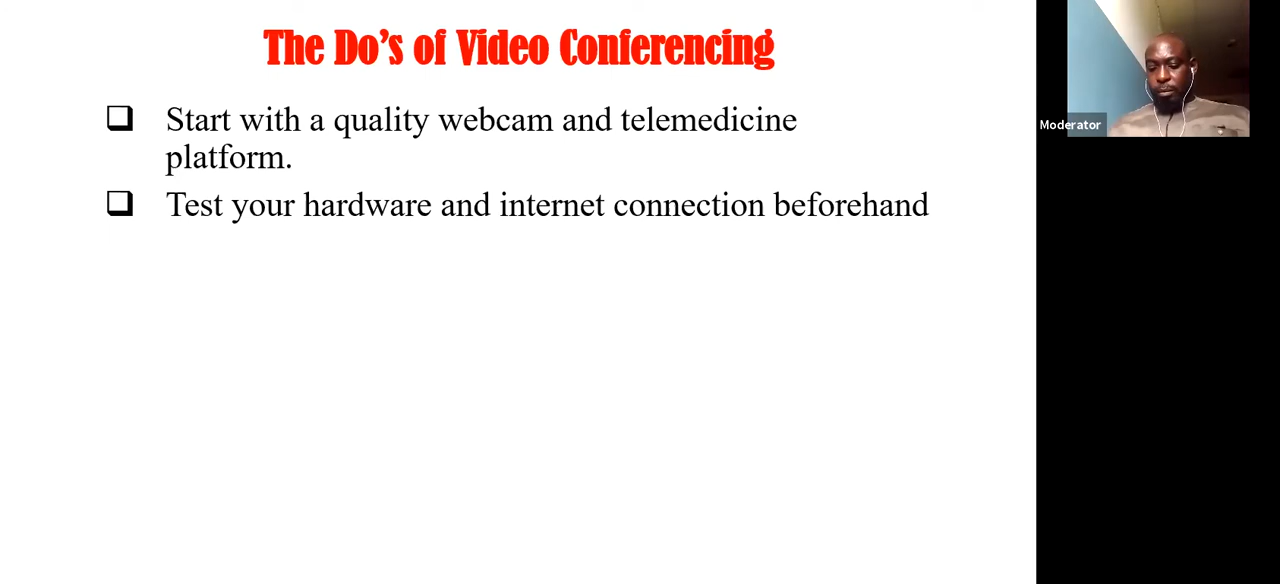 The Do’s of Video Conferencing
Start with a quality webcam and telemedicine
platform.
Test your hardware and internet connection beforehand
Moderator